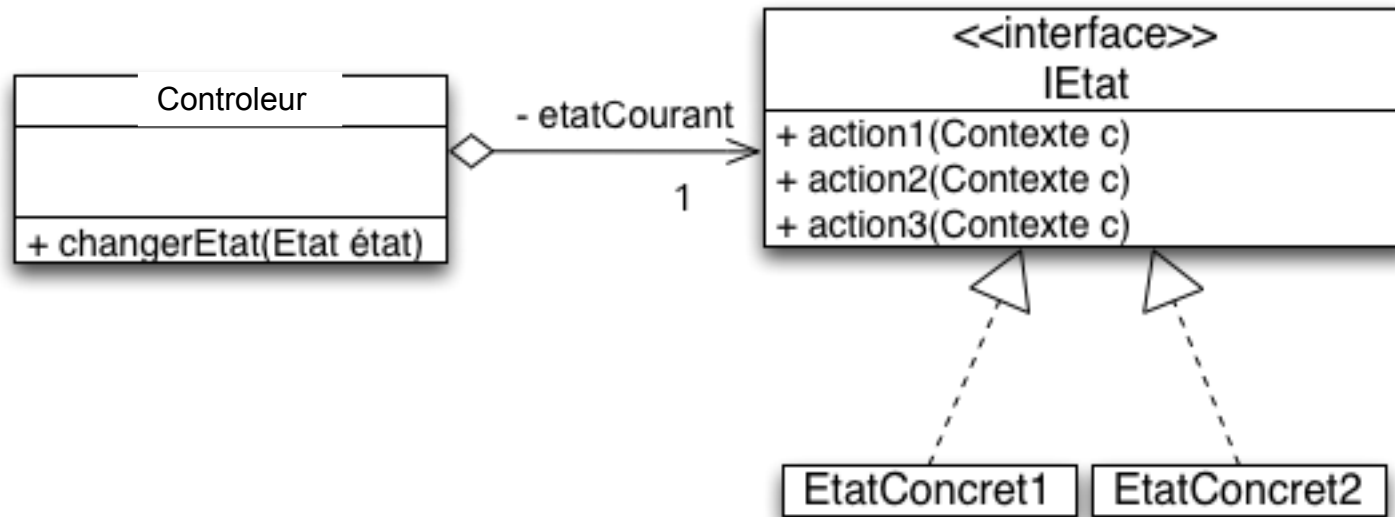 Controleur
+ changerEtat(Etat état)
- etatCourant
1
<<interface>>
IEtat
+ action1(Contexte c)
+ action2(Contexte c)
+ action3(Contexte c)
EtatConcret1
EtatConcret2